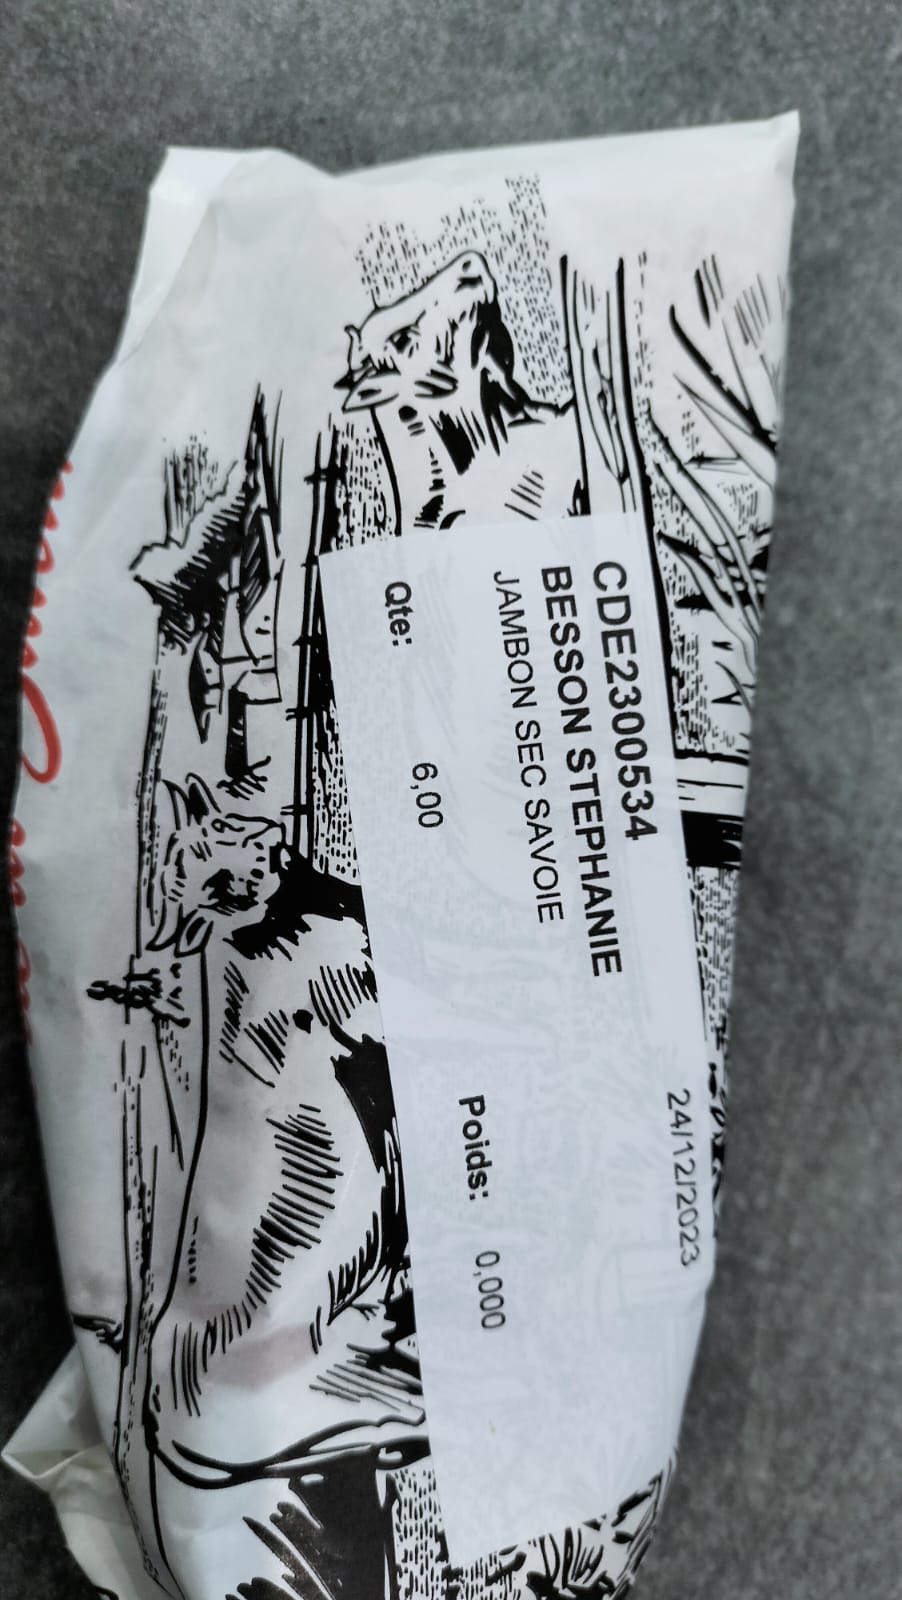 CDE2300534
24/12/2023
BESSON STEPHANIE
JAMBON SEC SAVOIE
Qte: 6,00 Poids: 0,000